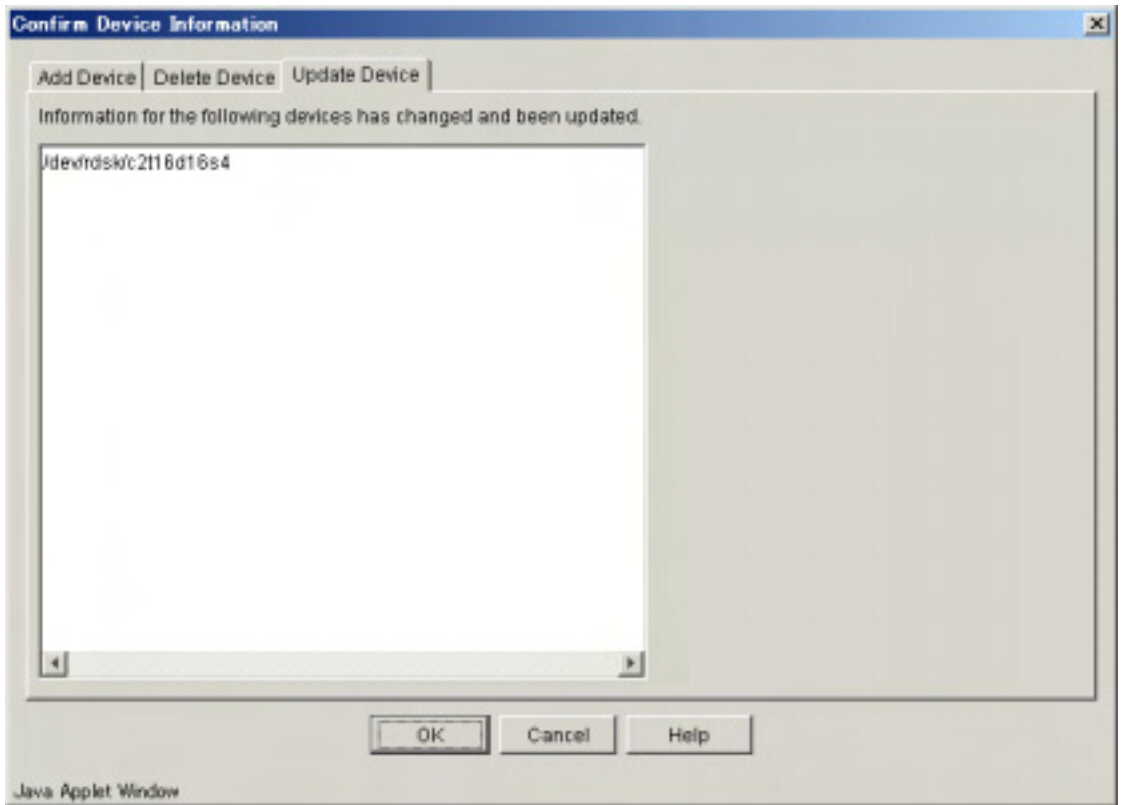 Confirm Device Information
Add Device Delete Device Update Device
Information for the following devices has changed and been updated.
/dev/rdsk/c2t16d16s4
OK Cancel Help
Java Applet Window